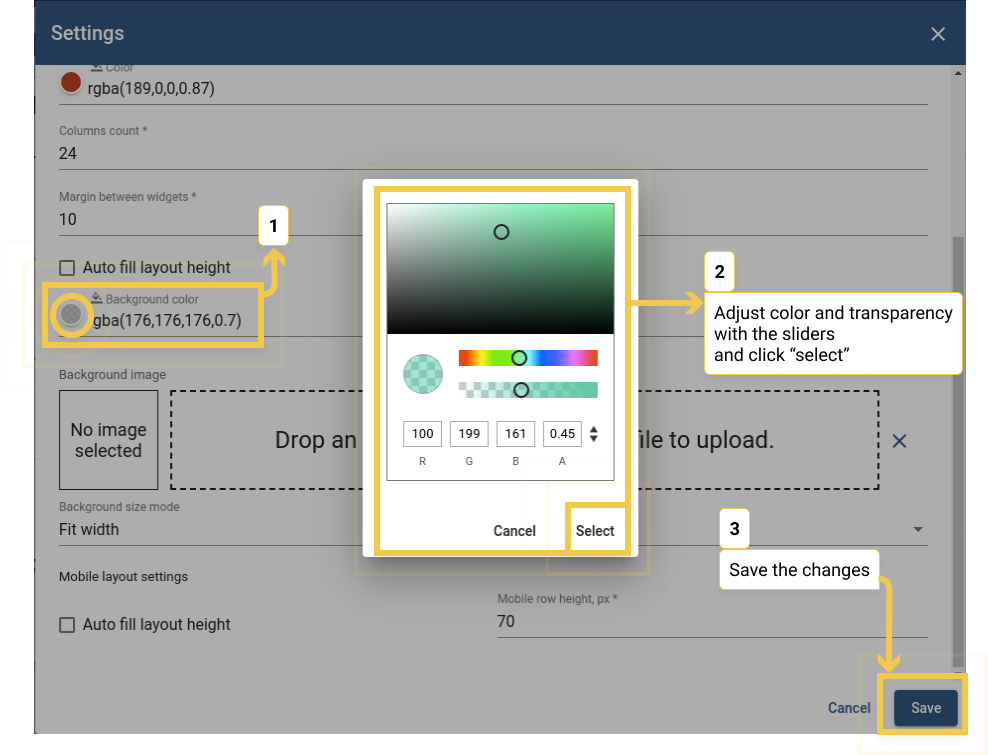 Settings
Color
rgba(189,0,0,0.87)
Columns count *
24
Margin between widgets *
10
1
Auto fill layout height
Background color
gba(176,176,176,0.7)
2
Adjust color and transparency
with the sliders
and click “select”
Background image
No image
selected
Drop an
file to upload.
100
199
161
0.45
R
G
B
A
Cancel
Select
Background size mode
Fit width
3
Save the changes
Mobile layout settings
Auto fill layout height
Mobile row height, px *
70
Cancel
Save